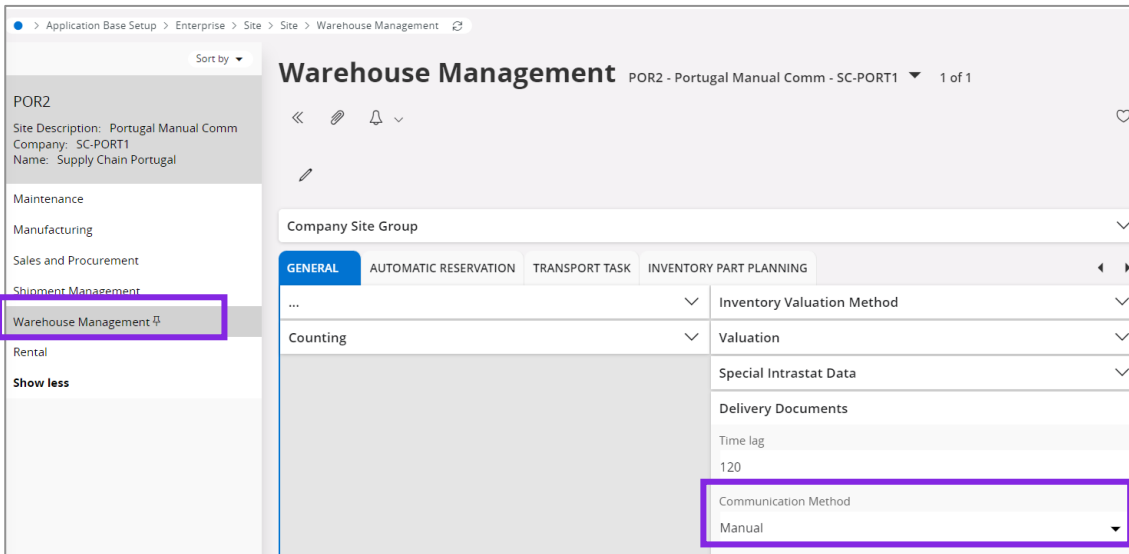 > Application Base Setup > Enterprise > Site > Site > Warehouse Management
Sort by
POR2
Site Description: Portugal Manual Comm
Company: SC-PORT1
Name: Supply Chain Portugal
Maintenance
Manufacturing
Sales and Procurement
Shipment Management
Warehouse Management
Rental
Show less
Warehouse Management POR2 - Portugal Manual Comm - SC-PORT1 1 of 1
Company Site Group
GENERAL AUTOMATIC RESERVATION TRANSPORT TASK INVENTORY PART PLANNING
...
Counting
Inventory Valuation Method
Valuation
Special Intrastat Data
Delivery Documents
Time lag
120
Communication Method
Manual